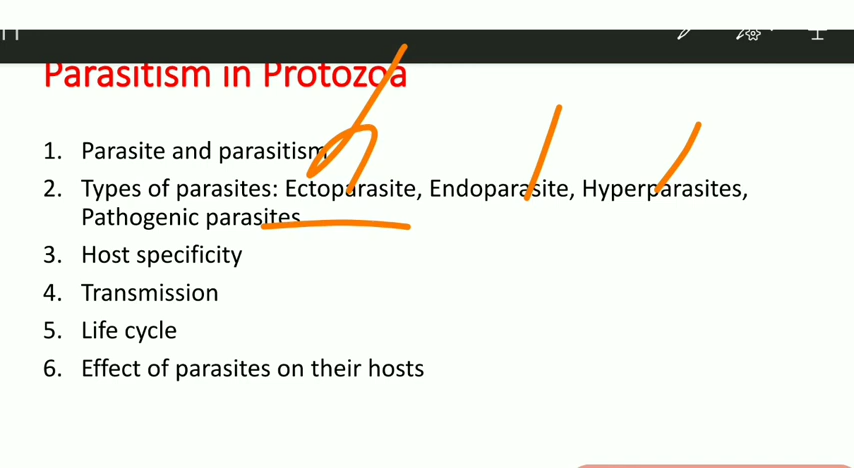 Parasitism in Protozoa
1. Parasite and parasitism
2. Types of parasites: Ectoparasite, Endoparasite, Hyperparasites,
Pathogenic parasites
3. Host specificity
4. Transmission
5. Life cycle
6. Effect of parasites on their hosts